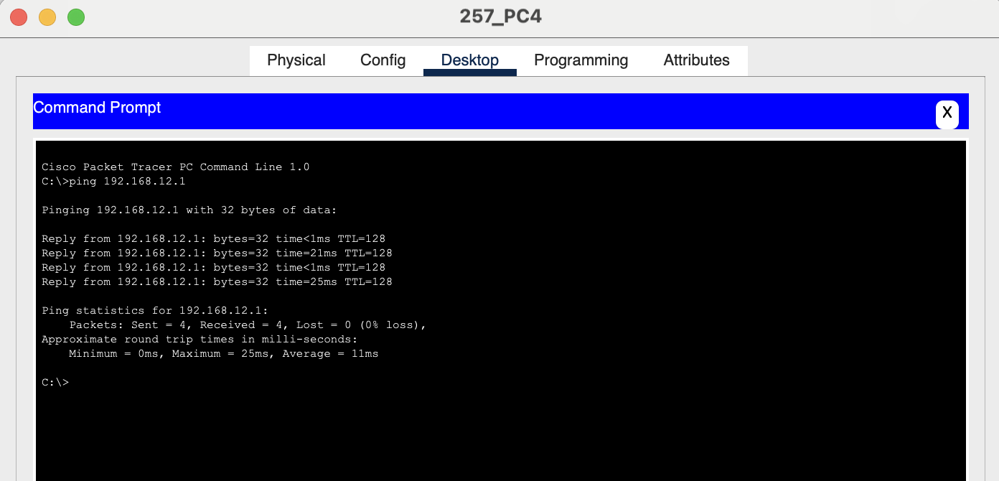 257_PC4
Physical Config Desktop Programming Attributes
Command Prompt
X
Cisco Packet Tracer PC Command Line 1.0
C:\>ping 192.168.12.1
Pinging 192.168.12.1 with 32 bytes of data:
Reply from 192.168.12.1: bytes=32 time<1ms TTL=128
Reply from 192.168.12.1: bytes=32 time=21ms TTL=128
Reply from 192.168.12.1: bytes=32 time<1ms TTL=128
Reply from 192.168.12.1: bytes=32 time=25ms TTL=128
Ping statistics for 192.168.12.1:
Packets: Sent = 4, Received = 4, Lost = 0 (0% loss),
Approximate round trip times in milli-seconds:
Minimum = 0ms, Maximum = 25ms, Average = 11ms
C:\>